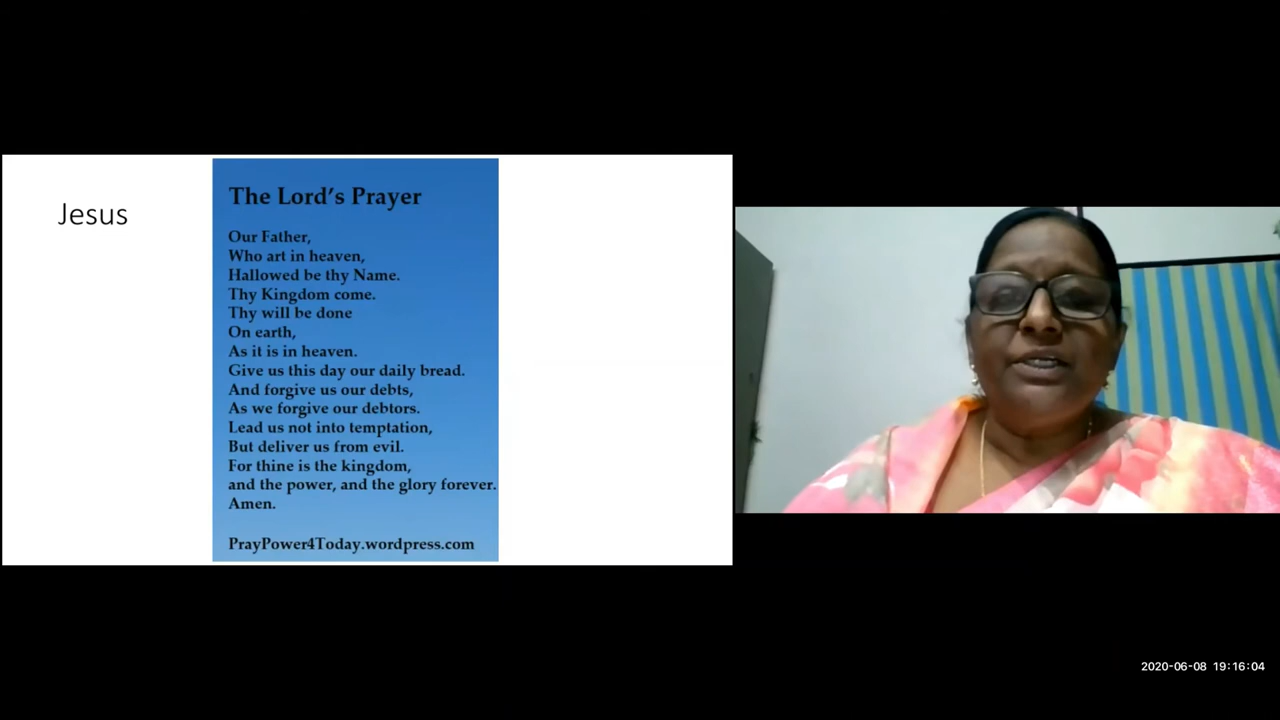 Jesus
The Lord's Prayer
Our Father,
Who art in heaven,
Hallowed be thy Name.
Thy Kingdom come.
Thy will be done
On earth,
As it is in heaven.
Give us this day our daily bread.
And forgive us our debts,
As we forgive our debtors.
Lead us not into temptation,
But deliver us from evil.
For thine is the kingdom,
and the power, and the glory forever.
Amen.
PrayPower4Today.wordpress.com
2020-06-08 19:16:04